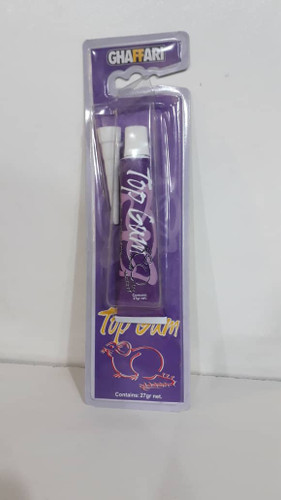 GHAFFARI
Top Gum
Top Gum
Contains: 27gr net.